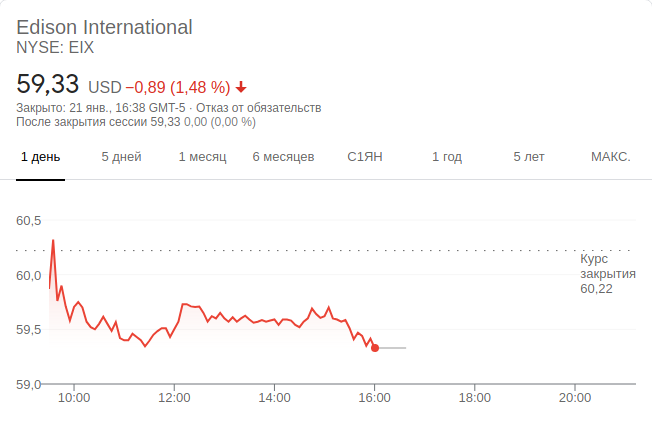 Edison International
NYSE: EIX
59,33 USD −0,89 (1,48 %)
Закрыто: 21 янв., 16:38 GMT-5 · Отказ от обязательств
После закрытия сессии 59,33 0,00 (0,00 %)
1 день 5 дней 1 месяц 6 месяцев С1ЯН 1 год 5 лет МАКС.
60,5
Курс
закрытия
60,22
60,0
59,5
59,0
10:00 12:00 14:00 16:00 18:00 20:00